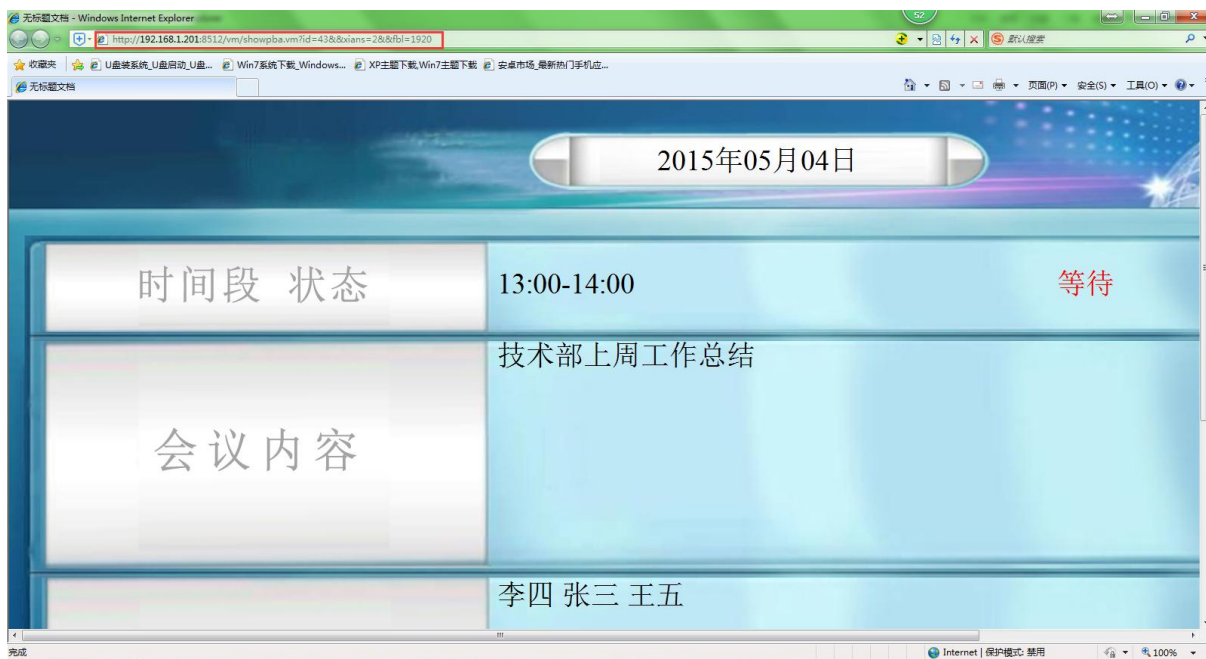 无标题文档 - Windows Internet Explorer
52
http://192.168.1.201:8512/vm/showpba.vm?id=43&&xians=2&&fbl=1920
默认搜索
收藏夹 U盘装系统_U盘启动_U盘... Win7系统下载_Windows... XP主题下载,Win7主题下载 安卓市场_最新热门手机应...
无标题文档
页面(P) 安全(S) 工具(O)
2015年05月04日
时间段 状态 13:00-14:00 等待
技术部上周工作总结
会议内容
李四 张三 王五
完成
Internet | 保护模式: 禁用
100%